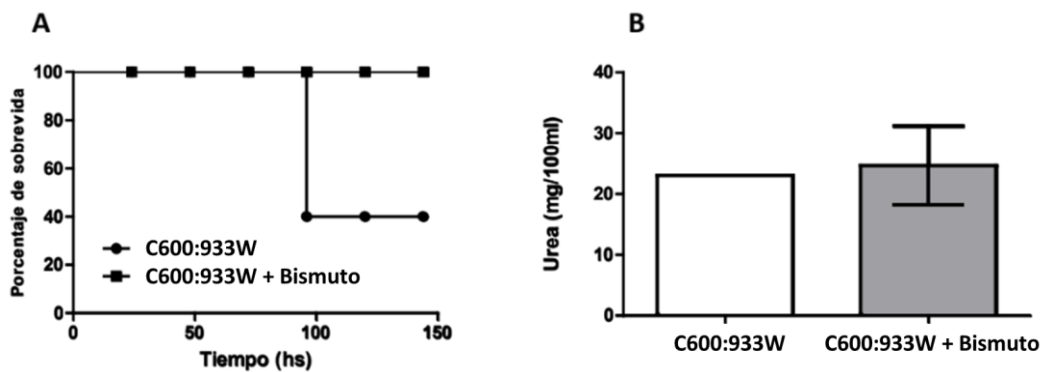 A
Porcentaje de sobrevida
100
80
60
40
20
0
C600:933W
C600:933W + Bismuto
0
50
100
150
Tiempo (hs)
B
Urea (mg/100ml)
40
30
20
10
0
C600:933W
C600:933W + Bismuto